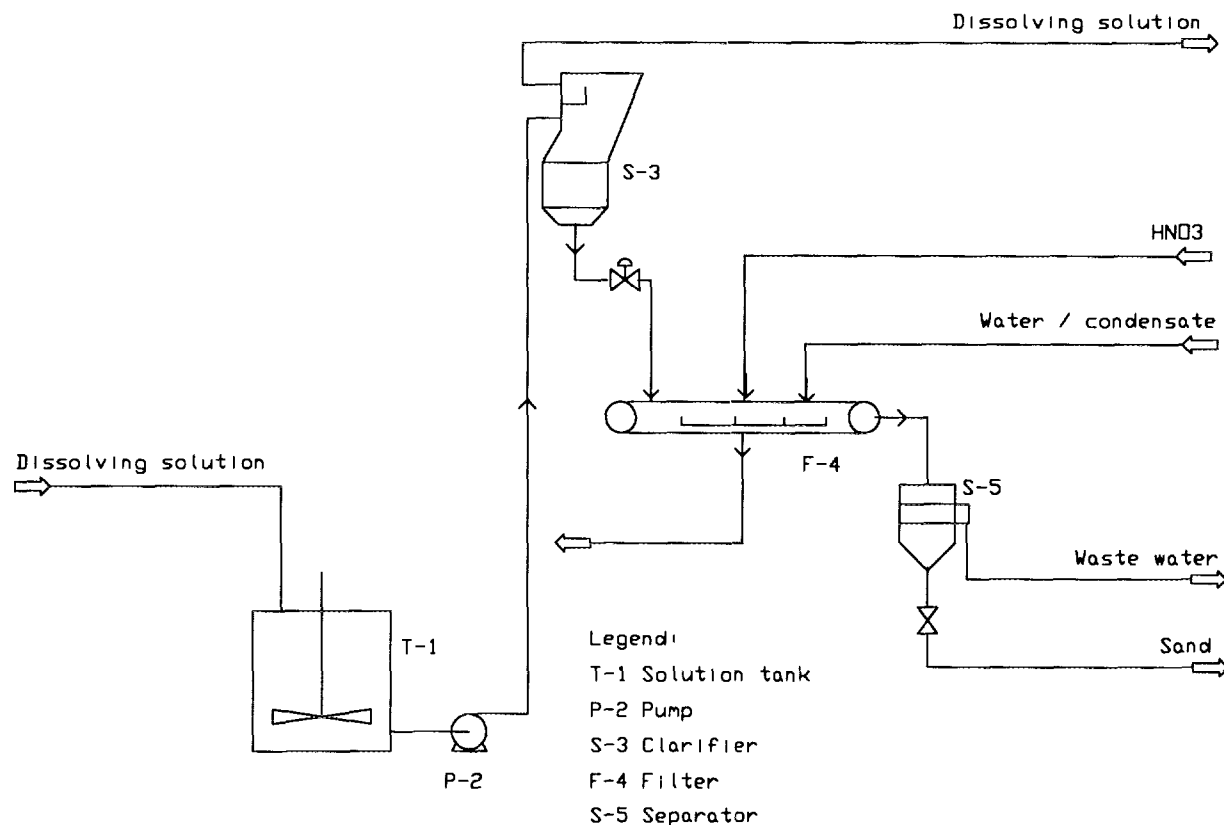 Dissolving solution
S-3
HNO3
Water / condensate
F-4
Dissolving solution
S-5
Waste water
T-1
Sand
P-2
Legend:
T-1 Solution tank
P-2 Pump
S-3 Clarifier
F-4 Filter
S-5 Separator